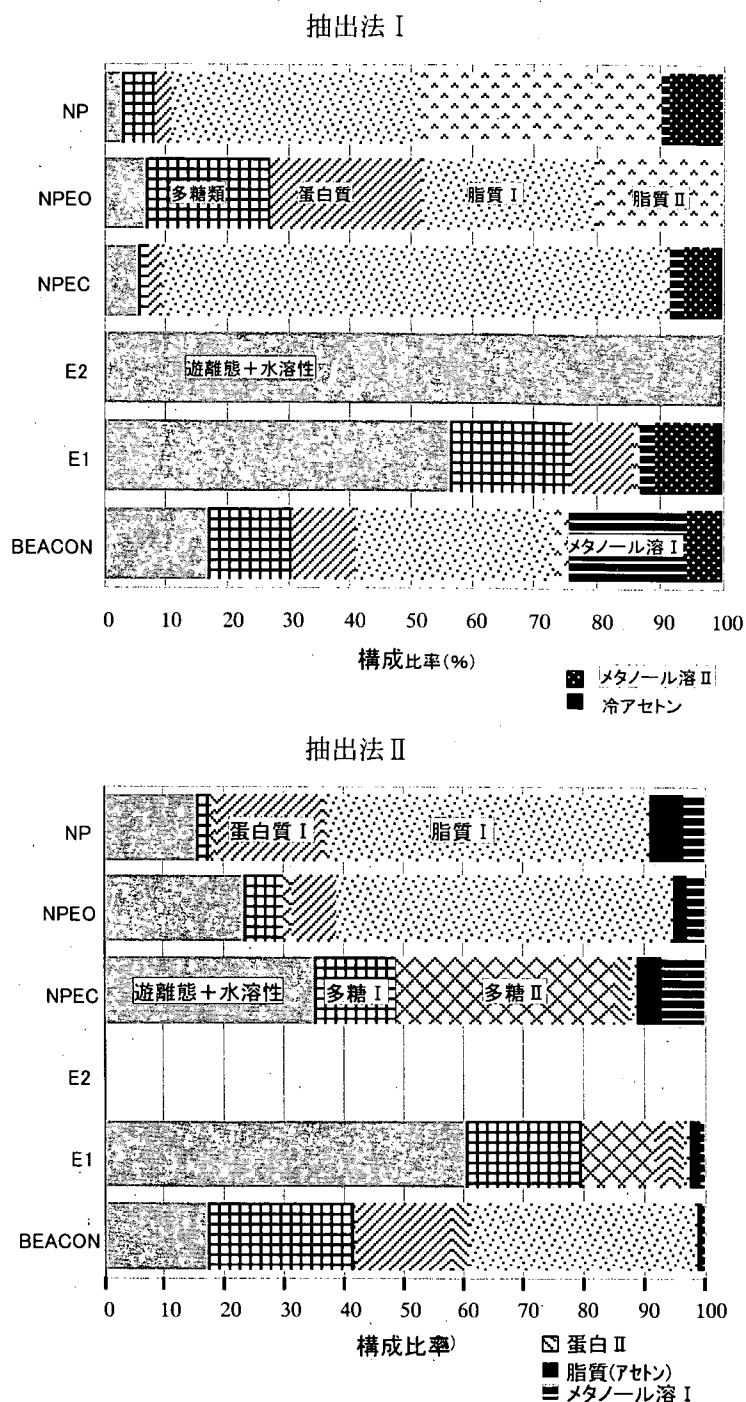 抽出法Ⅰ
NP
NPEO 多糖類 蛋白質 脂質Ⅰ 脂質Ⅱ
NPEC
E2 遊離態+水溶性
E1
BEACON メタノール溶Ⅰ
0 10 20 30 40 50 60 70 80 90 100
構成比率(%)
メタノール溶Ⅱ
冷アセトン
抽出法Ⅱ
NP 蛋白質Ⅰ 脂質Ⅰ
NPEO
NPEC 遊離態+水溶性 多糖Ⅰ 多糖Ⅱ
E2
E1
BEACON
0 10 20 30 40 50 60 70 80 90 100
構成比率)
蛋白Ⅱ
脂質(アセトン)
メタノール溶Ⅰ